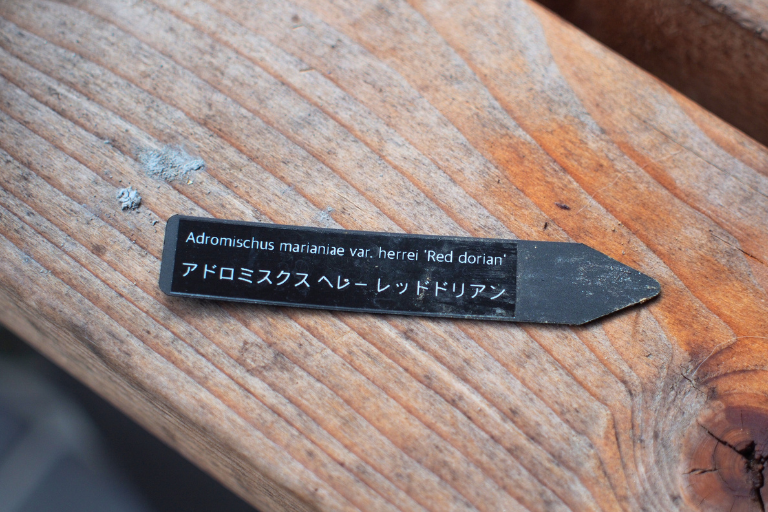 Adromischus marianiae var. herrei 'Red dorian'
アドロミスクス ヘレー レッドドリアン